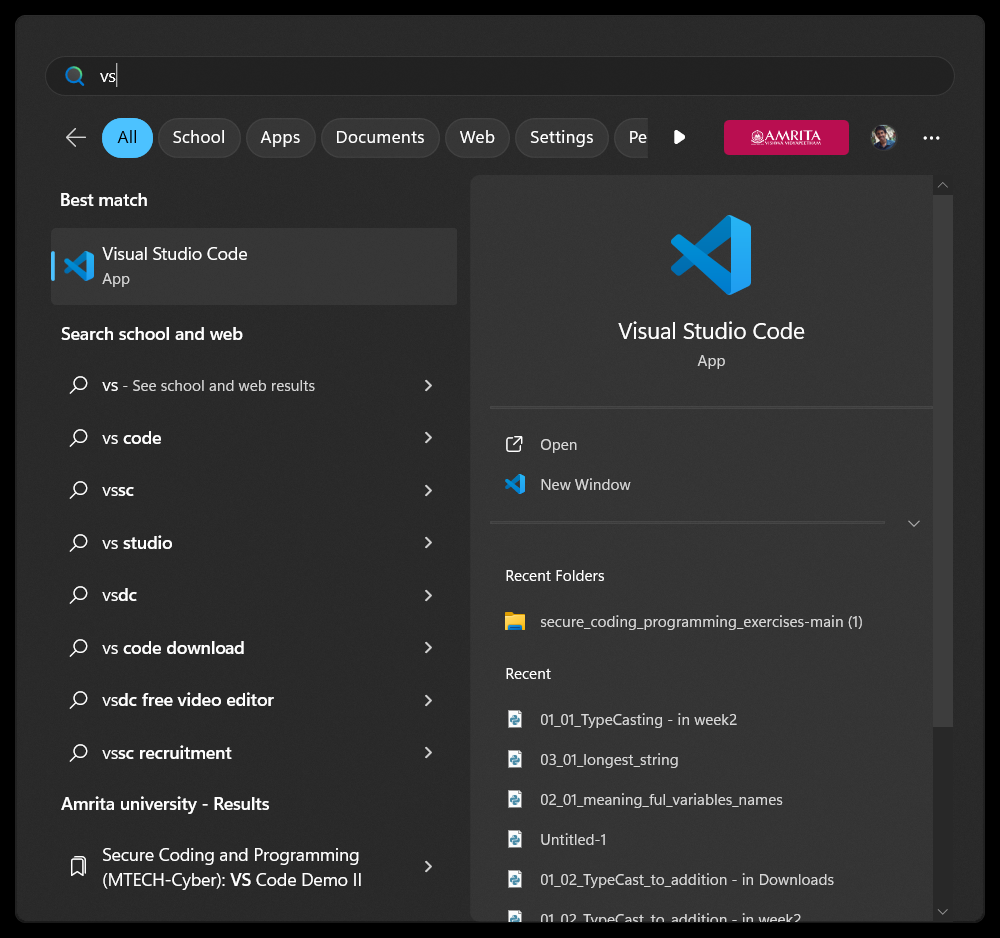 vs
All
School
Apps
Documents
Web
Settings
Pe
AMRITA
VISHWA VIDYAPEETHAM
Best match
Visual Studio Code
App
Search school and web
vs - See school and web results
vs code
vssc
vs studio
vsdc
vs code download
vsdc free video editor
vssc recruitment
Amrita university - Results
Secure Coding and Programming
(MTECH-Cyber): VS Code Demo II
Visual Studio Code
App
Open
New Window
Recent Folders
secure_coding_programming_exercises-main (1)
Recent
01_01_TypeCasting - in week2
03_01_longest_string
02_01_meaning_ful_variables_names
Untitled-1
01_02_TypeCast_to_addition - in Downloads
01_02_TypeCast_to_addition - in week2